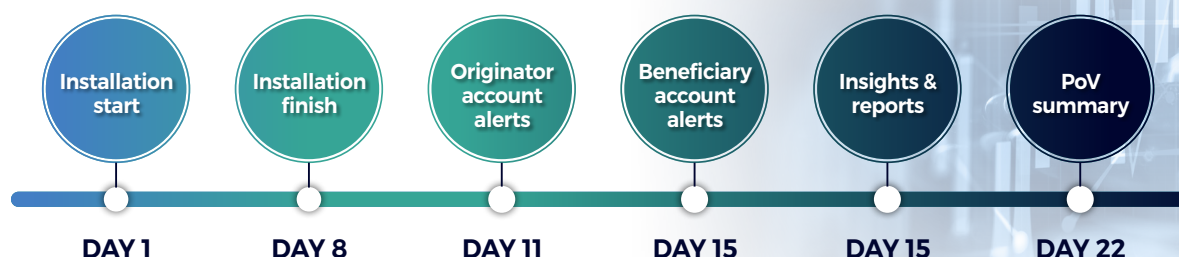 Installation
start
Installation
finish
Originator
account
alerts
Beneficiary
account
alerts
Insights &
reports
PoV
summary
DAY 1
DAY 8
DAY 11
DAY 15
DAY 15
DAY 22